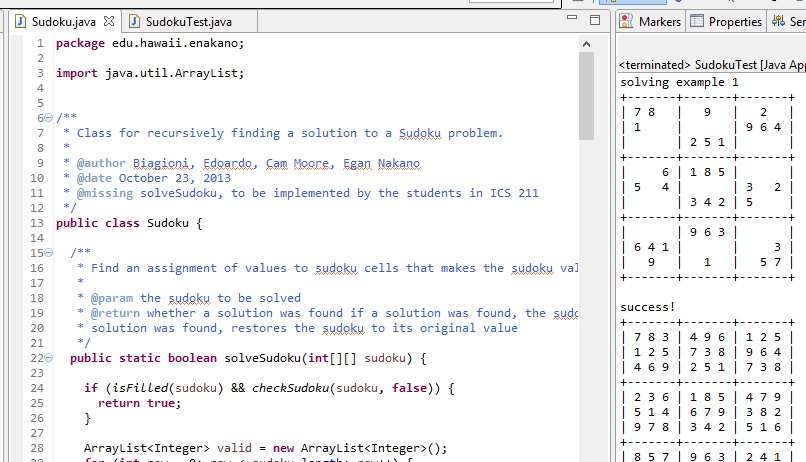 Sudoku.java
SudokuTest.java
1 package edu.hawaii.enakano;
2
3 import java.util.ArrayList;
4
5
6 /**
7 * Class for recursively finding a solution to a Sudoku problem.
8 *
9 * @author Biagioni, Edoardo, Cam Moore, Egan Nakano
10 * @date October 23, 2013
11 * @missing solveSudoku, to be implemented by the students in ICS 211
12 */
13 public class Sudoku {
14
15 /**
16 * Find an assignment of values to sudoku cells that makes the sudoku val
17 *
18 * @param the sudoku to be solved
19 * @return whether a solution was found if a solution was found, the sudo
20 * solution was found, restores the sudoku to its original value
21 */
22 public static boolean solveSudoku(int[][] sudoku) {
23
24 if (isFilled(sudoku) && checkSudoku(sudoku, false)) {
25 return true;
26 }
27
28 ArrayList<Integer> valid = new ArrayList<Integer>();
Markers
Properties
Ser
<terminated> SudokuTest [Java App
solving example 1
+-------+-------+-------+
| 7 8   |   9   |   2   |
| 1     |       | 9 6 4 |
|       | 2 5 1 |       |
+-------+-------+-------+
|     6 | 1 8 5 |       |
| 5   4 |       | 3   2 |
|       | 3 4 2 | 5     |
+-------+-------+-------+
|       | 9 6 3 |       |
| 6 4 1 |       |     3 |
|   9   |   1   |   5 7 |
+-------+-------+-------+
success!
+-------+-------+-------+
| 7 8 3 | 4 9 6 | 1 2 5 |
| 1 2 5 | 7 3 8 | 9 6 4 |
| 4 6 9 | 2 5 1 | 7 3 8 |
+-------+-------+-------+
| 2 3 6 | 1 8 5 | 4 7 9 |
| 5 1 4 | 6 7 9 | 3 8 2 |
| 9 7 8 | 3 4 2 | 5 1 6 |
+-------+-------+-------+
| 8 5 7 | 9 6 3 | 2 4 1 |